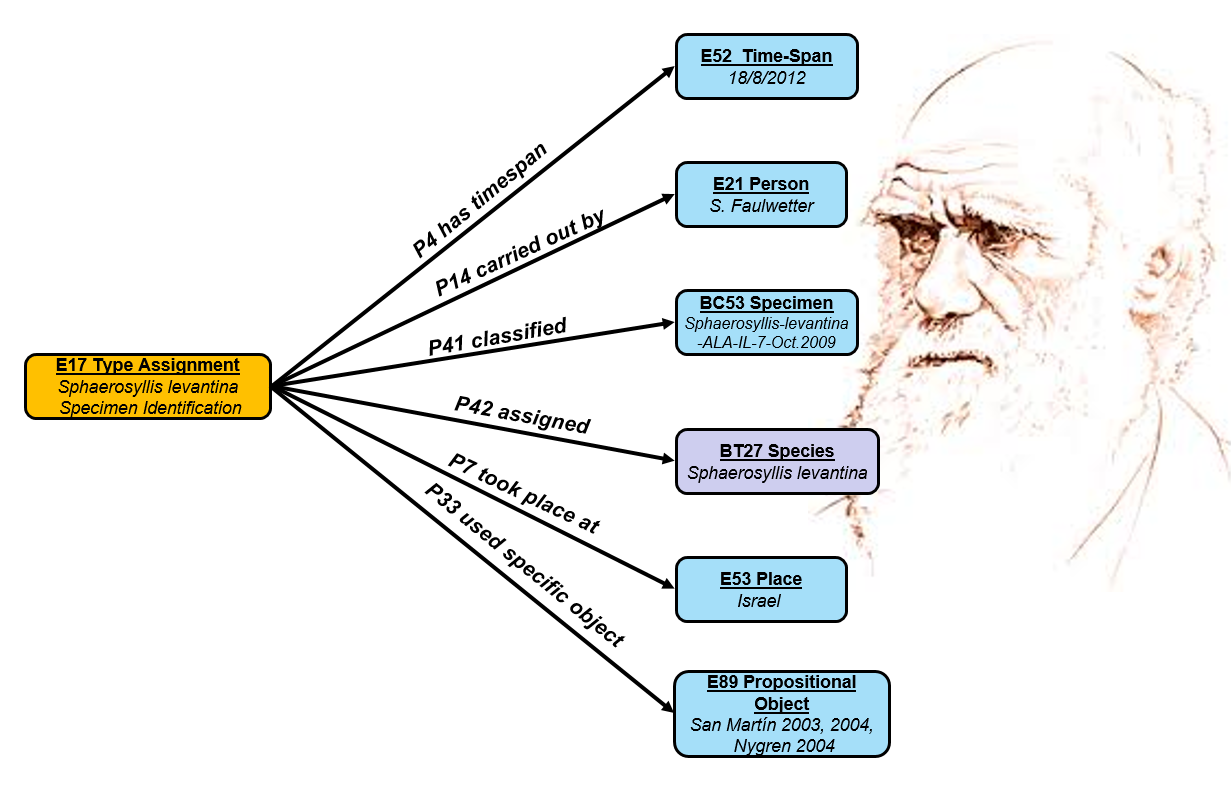 E52  Time-Span
18/8/2012
P4 has timespan
E21 Person
S. Faulwetter
P14 carried out by
BC53 Specimen
Sphaerosyllis-levantina
-ALA-IL-7-Oct.2009
P41 classified
E17 Type Assignment
Sphaerosyllis levantina
Specimen Identification
P42 assigned
BT27 Species
Sphaerosyllis levantina
P7 took place at
E53 Place
Israel
P33 used specific object
E89 Propositional
Object
San Martín 2003, 2004,
Nygren 2004